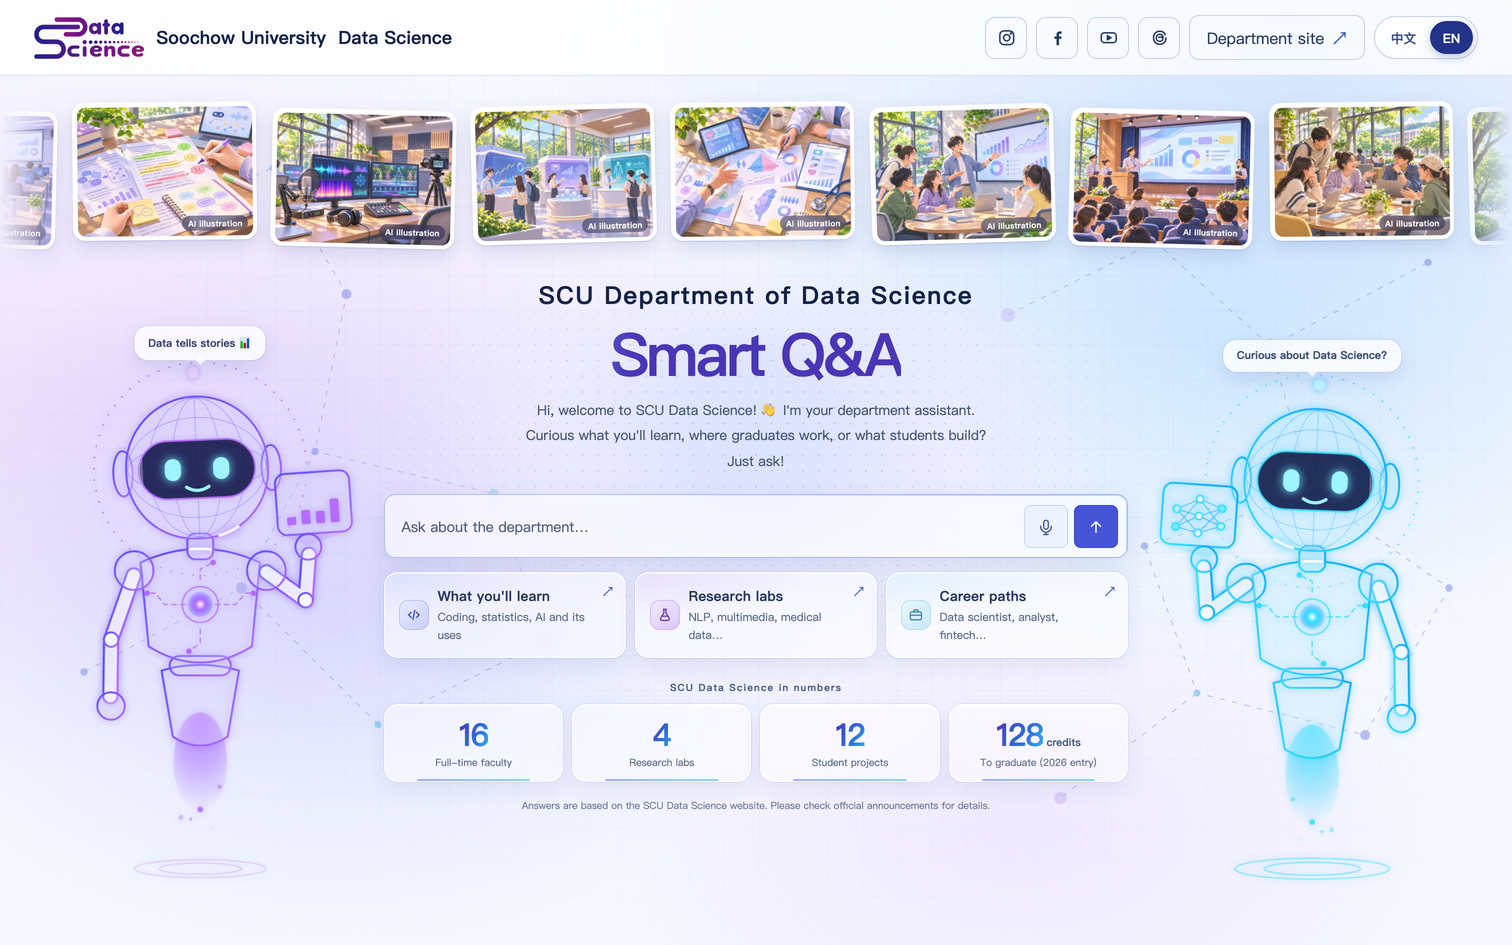 Data
Science
Soochow University Data Science
Department site ↗
中文
EN
AI illustration
AI illustration
AI illustration
AI illustration
AI illustration
AI illustration
AI illustration
SCU Department of Data Science
Smart Q&A
Hi, welcome to SCU Data Science! 👋 I'm your department assistant.
Curious what you'll learn, where graduates work, or what students build?
Just ask!
Data tells stories 📊
Curious about Data Science?
Ask about the department...
What you'll learn ↗
Coding, statistics, AI and its
uses
Research labs ↗
NLP, multimedia, medical
data...
Career paths ↗
Data scientist, analyst,
fintech...
SCU Data Science in numbers
16
Full-time faculty
4
Research labs
12
Student projects
128 credits
To graduate (2026 entry)
Answers are based on the SCU Data Science website. Please check official announcements for details.